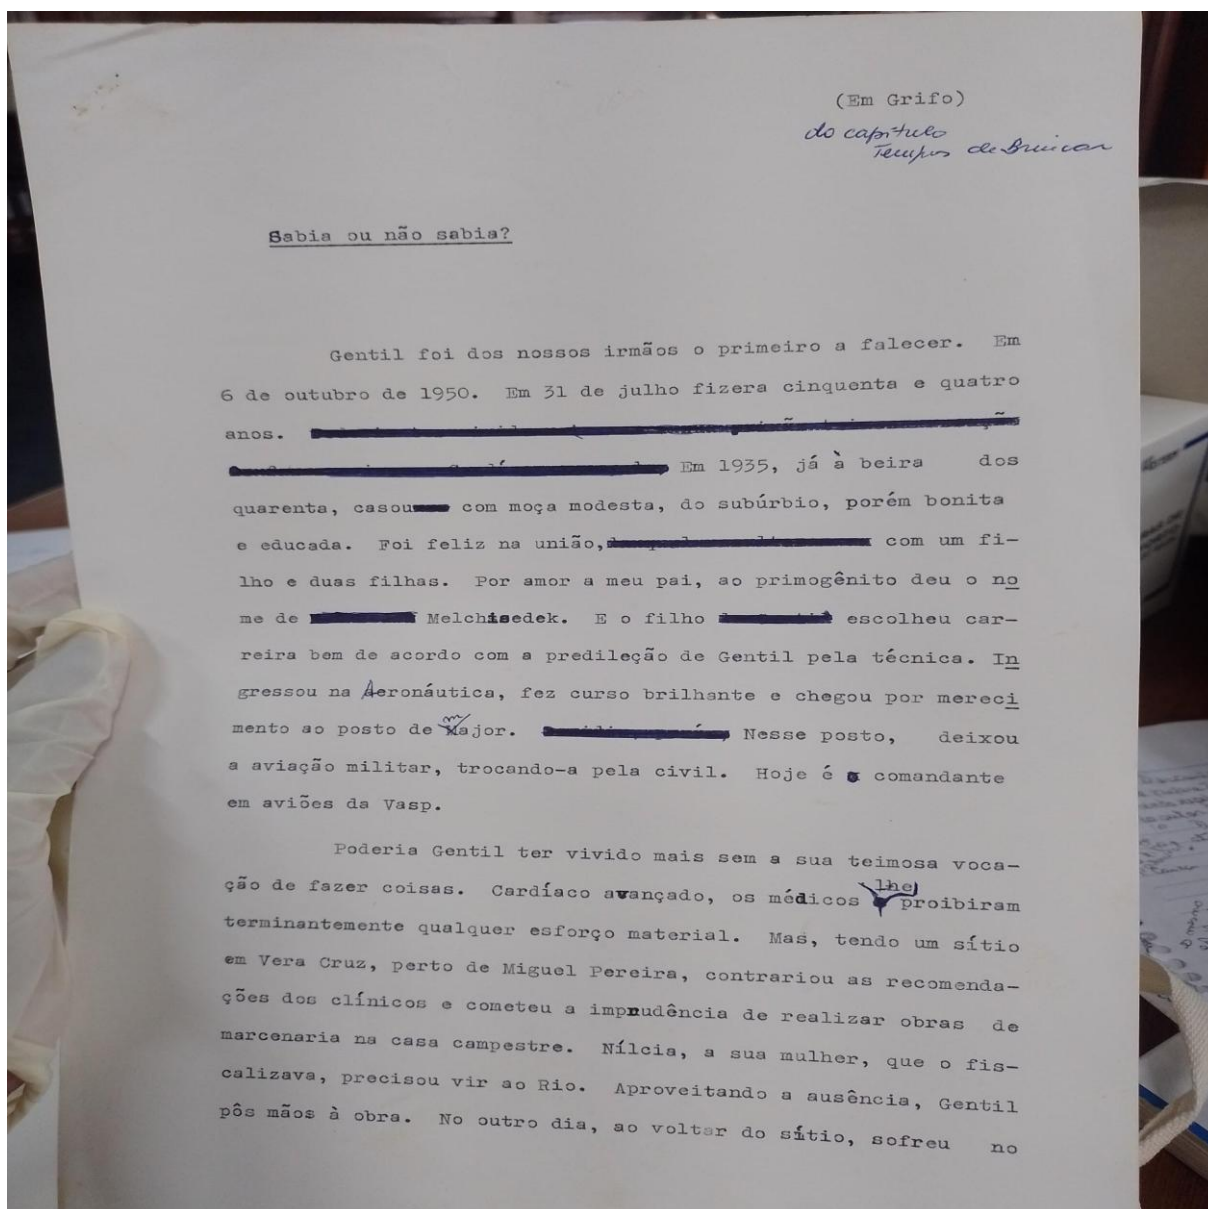 (Em Grifo)
do capítulo
Tempos de Brincar
Sabia ou não sabia?
Gentil foi dos nossos irmãos o primeiro a falecer. Em
6 de outubro de 1950. Em 31 de julho fizera cinquenta e quatro
anos.
Em 1935, já à beira dos
quarenta, casou com moça modesta, do subúrbio, porém bonita
e educada. Foi feliz na união, com um fi-
lho e duas filhas. Por amor a meu pai, ao primogênito deu o no
me de Melchisedek. E o filho escolheu car-
reira bem de acordo com a predileção de Gentil pela técnica. In
gressou na Aeronáutica, fez curso brilhante e chegou por mereci
mento ao posto de major. Nesse posto, deixou
a aviação militar, trocando-a pela civil. Hoje é comandante
em aviões da Vasp.
Poderia Gentil ter vivido mais sem a sua teimosa voca-
ção de fazer coisas. Cardíaco avançado, os médicos lhe proibiram
terminantemente qualquer esforço material. Mas, tendo um sítio
em Vera Cruz, perto de Miguel Pereira, contrariou as recomenda-
ções dos clínicos e cometeu a imprudência de realizar obras de
marcenaria na casa campestre. Nílcia, a sua mulher, que o fis-
calizava, precisou vir ao Rio. Aproveitando a ausência, Gentil
pôs mãos à obra. No outro dia, ao voltar do sítio, sofreu no